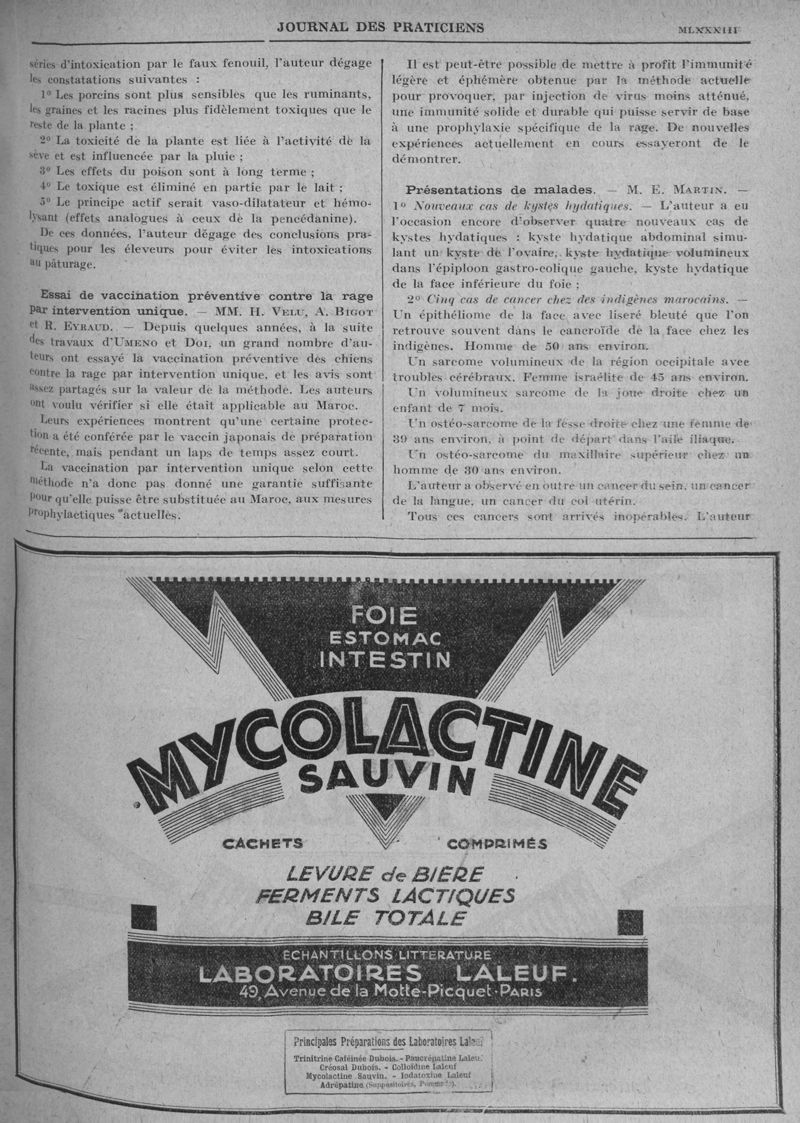 JOURNAL DES PRATICIENS
MLXXXIII
séries d'intoxication par le faux fenouil, l'auteur dégage
les constatations suivantes :
1º Les porcins sont plus sensibles que les ruminants,
les graines et les racines plus fidèlement toxiques que le
reste de la plante ;
2º La toxicité de la plante est liée à l'activité de la
sève et est influencée par la pluie ;
3º Les effets du poison sont à long terme ;
4º Le toxique est éliminé en partie par le lait ;
5º Le principe actif serait vaso-dilatateur et hémo-
lysant (effets analogues à ceux de la pencédanine).
De ces données, l'auteur dégage des conclusions pra-
tiques pour les éleveurs pour éviter les intoxications
au pâturage.
Essai de vaccination préventive contre la rage
par intervention unique. — MM. H. VELU, A. BIGOT
et R. EYRAUD. — Depuis quelques années, à la suite
des travaux d'UMENO et DOI, un grand nombre d'au-
teurs ont essayé la vaccination préventive des chiens
contre la rage par intervention unique, et les avis sont
assez partagés sur la valeur de la méthode. Les auteurs
ont voulu vérifier si elle était applicable au Maroc.
Leurs expériences montrent qu'une certaine protec-
tion a été conférée par le vaccin japonais de préparation
récente, mais pendant un laps de temps assez court.
La vaccination par intervention unique selon cette
méthode n'a donc pas donné une garantie suffisante
pour qu'elle puisse être substituée au Maroc, aux mesures
prophylactiques actuelles.
Il est peut-être possible de mettre à profit l'immunité
légère et éphémère obtenue par la méthode actuelle
pour provoquer, par injection de virus moins atténué,
une immunité solide et durable qui puisse servir de base
à une prophylaxie spécifique de la rage. De nouvelles
expériences actuellement en cours essayeront de le
démontrer.
Présentations de malades. — M. E. MARTIN. —
1º Nouveaux cas de kystes hydatiques. — L'auteur a eu
l'occasion encore d'observer quatre nouveaux cas de
kystes hydatiques : kyste hydatique abdominal simu-
lant un kyste de l'ovaire, kyste hydatique volumineux
dans l'épiploon gastro-colique gauche, kyste hydatique
de la face inférieure du foie ;
2º Cinq cas de cancer chez des indigènes marocains. —
Un épithéliome de la face avec liseré bleuté que l'on
retrouve souvent dans le cancroïde de la face chez les
indigènes. Homme de 50 ans environ.
Un sarcome volumineux de la région occipitale avec
troubles cérébraux. Femme israélite de 45 ans environ.
Un volumineux sarcome de la joue droite chez un
enfant de 7 mois.
Un ostéo-sarcome de la fesse droite chez une femme de
39 ans environ, à point de départ dans l'aile iliaque.
Un ostéo-sarcome du maxillaire supérieur chez un
homme de 30 ans environ.
L'auteur a observé en outre un cancer du sein, un cancer
de la langue, un cancer du col utérin.
Tous ces cancers sont arrivés inopérables. L'auteur
FOIE
ESTOMAC
INTESTIN
MYCOLACTINE
SAUVIN
CACHETS
COMPRIMÉS
LEVURE de BIÈRE
FERMENTS LACTIQUES
BILE TOTALE
ÉCHANTILLONS LITTÉRATURE
LABORATOIRES LALEUF.
49, Avenue de la Motte-Picquet - PARIS
Principales Préparations des Laboratoires Laleuf
Trinitrine Caféinée Dubois. - Pancrépatine Laleuf
Créosal Dubois. - Colloïdine Laleuf
Mycolactine Sauvin. - Iodatoxine Laleuf
Adrépatine (Suppositoires, Pommade).